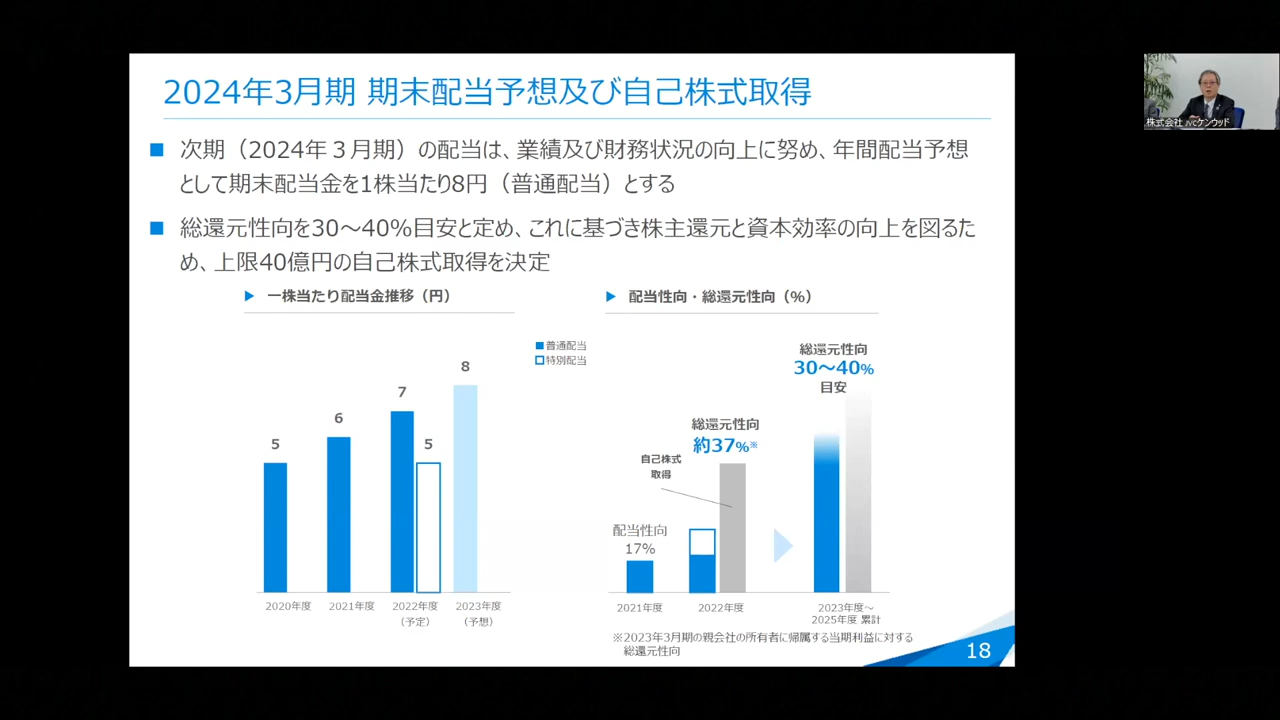 2024年3月期 期末配当予想及び自己株式取得
■ 次期（2024年３月期）の配当は、業績及び財務状況の向上に努め、年間配当予想
として期末配当金を1株当たり8円（普通配当）とする
■ 総還元性向を30～40%目安と定め、これに基づき株主還元と資本効率の向上を図るた
め、上限40億円の自己株式取得を決定
▶ 一株当たり配当金推移（円）
普通配当
特別配当
5
6
7
5
8
2020年度
2021年度
2022年度
（予定）
2023年度
（予想）
▶ 配当性向・総還元性向（%）
配当性向
17%
自己株式
取得
総還元性向
約37%※
総還元性向
30～40%
目安
2021年度
2022年度
2023年度～
2025年度 累計
※2023年3月期の親会社の所有者に帰属する当期利益に対する
総還元性向
18
株式会社 JVCケンウッド